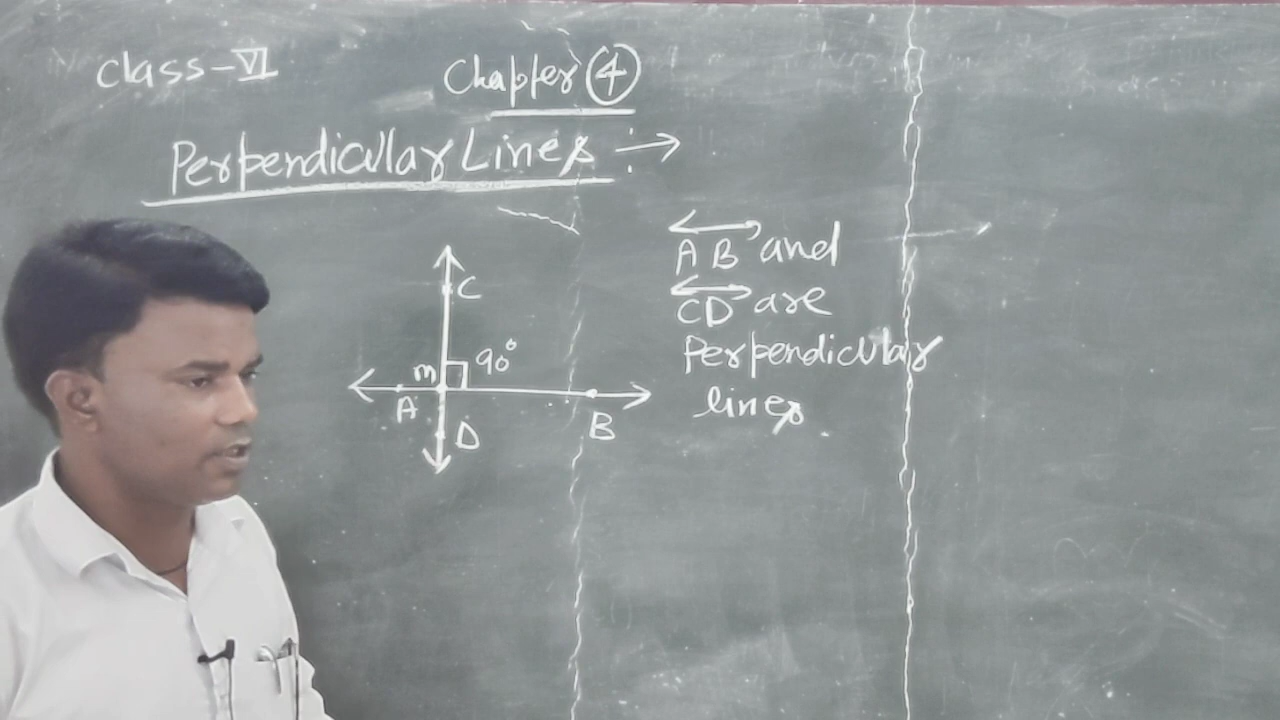 Class-VI
Chapter 4
Perpendicular Lines :→
C
90°
m
A
D
B
AB and
CD are
Perpendicular
lines.